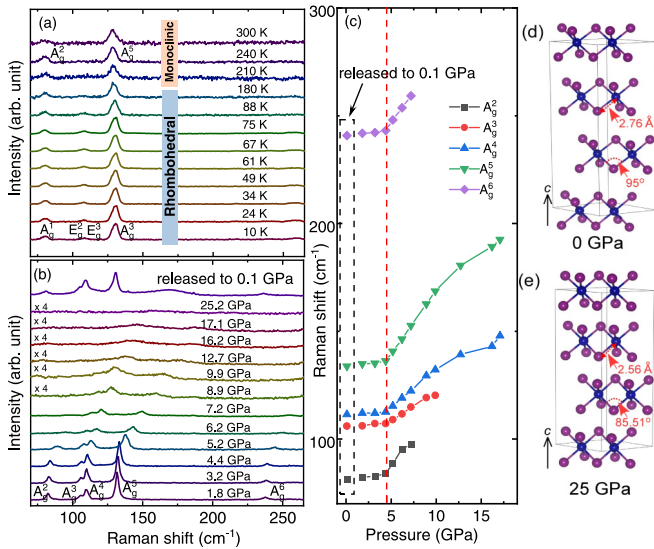 (a)
300 K
A_g^2
A_g^5
240 K
210 K
180 K
88 K
75 K
67 K
61 K
49 K
34 K
24 K
A_g^1 E_g^2 E_g^3 A_g^3
10 K
Monoclinic
Rhombohedral
Intensity (arb. unit)
(b)
released to 0.1 GPa
x 4 25.2 GPa
x 4 17.1 GPa
x 4 16.2 GPa
x 4 12.7 GPa
x 4 9.9 GPa
x 4 8.9 GPa
7.2 GPa
6.2 GPa
5.2 GPa
4.4 GPa
3.2 GPa
A_g^2 A_g^3 A_g^4 A_g^5 A_g^6
1.8 GPa
Intensity (arb. unit)
100 150 200 250
Raman shift (cm⁻¹)
(c)
300
released to 0.1 GPa
A_g^2
A_g^3
A_g^4
A_g^5
A_g^6
200
100
Raman shift (cm⁻¹)
0 5 10 15
Pressure (GPa)
(d)
2.76 Å
95º
c
0 GPa
(e)
2.56 Å
85.51º
c
25 GPa